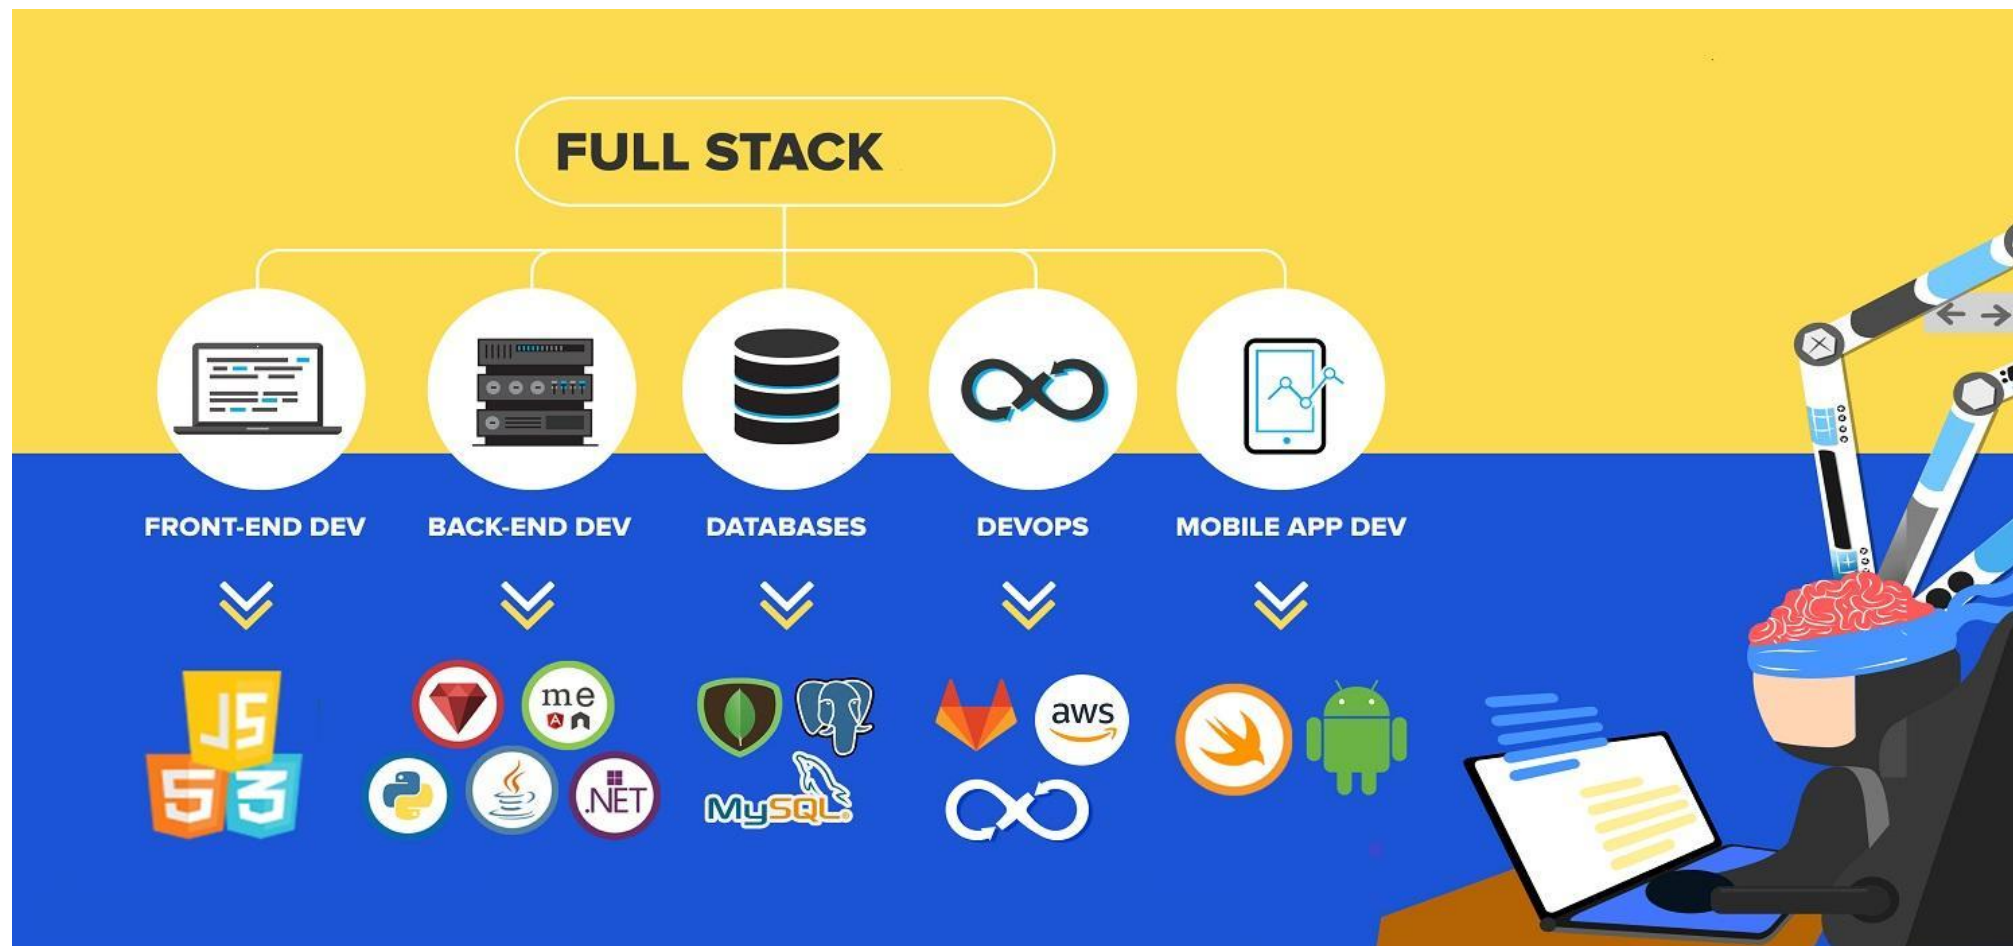 FULL STACK
FRONT-END DEV
BACK-END DEV
DATABASES
DEVOPS
MOBILE APP DEV
JS
5 3
me
A n
.NET
MySQL
aws